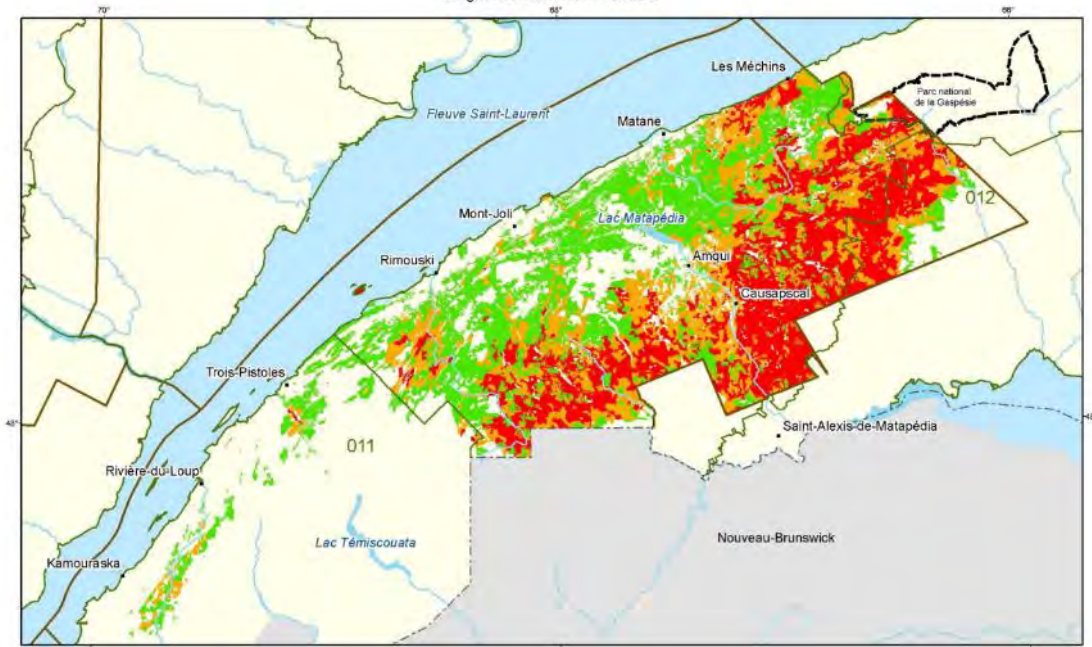 70°
68°
66°
Les Méchins
Parc national
de la Gaspésie
Fleuve Saint-Laurent
Matane
012
Mont-Joli
Lac Matapédia
Rimouski
Amqui
Causapscal
Trois-Pistoles
48°
48
Saint-Alexis-de-Matapédia
011
Rivière-du-Loup
Nouveau-Brunswick
Lac Témiscouata
Kamouraska